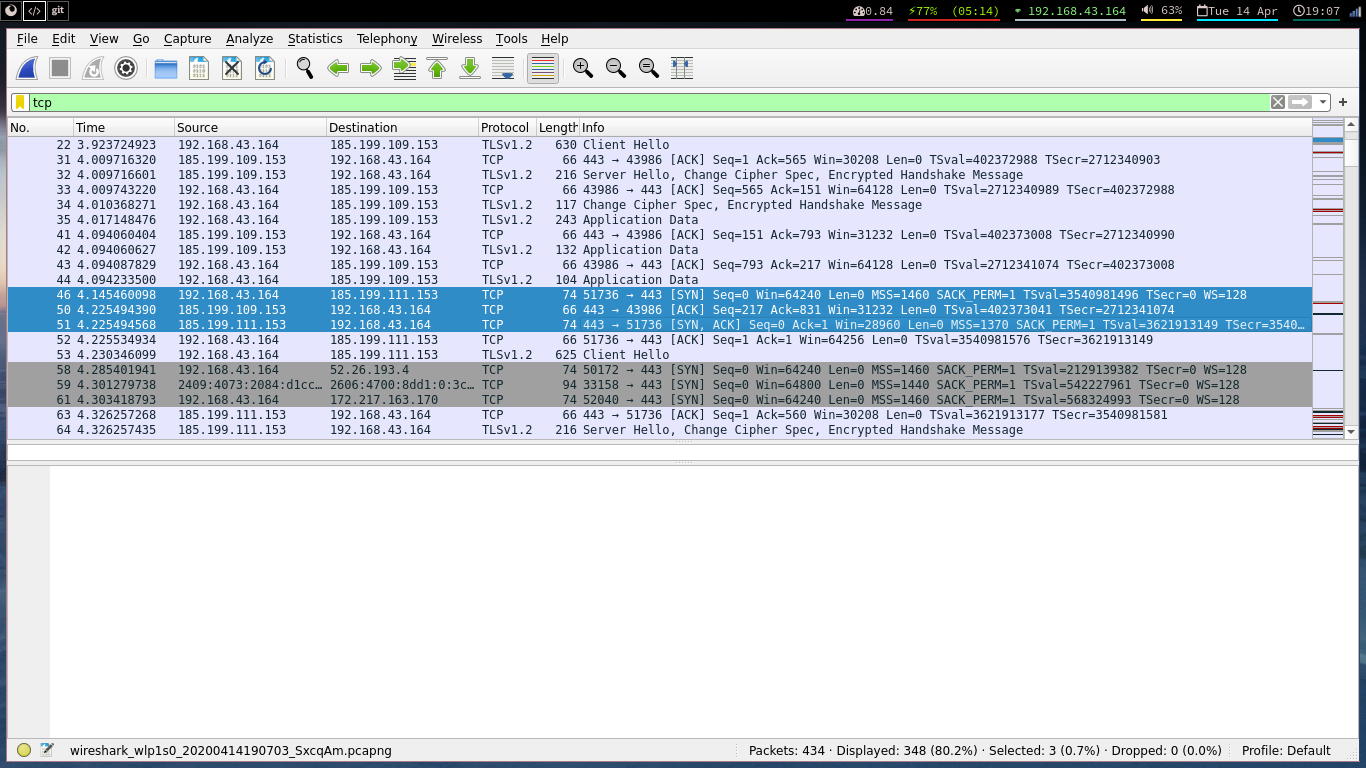 </> git 0.84 77% (05:14) 192.168.43.164 63% Tue 14 Apr 19:07
File Edit View Go Capture Analyze Statistics Telephony Wireless Tools Help
tcp +
No. Time Source Destination Protocol Length Info
22 3.923724923 192.168.43.164 185.199.109.153 TLSv1.2 630 Client Hello
31 4.009716320 185.199.109.153 192.168.43.164 TCP 66 443 → 43986 [ACK] Seq=1 Ack=565 Win=30208 Len=0 TSval=402372988 TSecr=2712340903
32 4.009716601 185.199.109.153 192.168.43.164 TLSv1.2 216 Server Hello, Change Cipher Spec, Encrypted Handshake Message
33 4.009743220 192.168.43.164 185.199.109.153 TCP 66 43986 → 443 [ACK] Seq=565 Ack=151 Win=64128 Len=0 TSval=2712340989 TSecr=402372988
34 4.010368271 192.168.43.164 185.199.109.153 TLSv1.2 117 Change Cipher Spec, Encrypted Handshake Message
35 4.017148476 192.168.43.164 185.199.109.153 TLSv1.2 243 Application Data
41 4.094060404 185.199.109.153 192.168.43.164 TCP 66 443 → 43986 [ACK] Seq=151 Ack=793 Win=31232 Len=0 TSval=402373008 TSecr=2712340990
42 4.094060627 185.199.109.153 192.168.43.164 TLSv1.2 132 Application Data
43 4.094087829 192.168.43.164 185.199.109.153 TCP 66 43986 → 443 [ACK] Seq=793 Ack=217 Win=64128 Len=0 TSval=2712341074 TSecr=402373008
44 4.094233500 192.168.43.164 185.199.109.153 TLSv1.2 104 Application Data
46 4.145460098 192.168.43.164 185.199.111.153 TCP 74 51736 → 443 [SYN] Seq=0 Win=64240 Len=0 MSS=1460 SACK_PERM=1 TSval=3540981496 TSecr=0 WS=128
50 4.225494390 185.199.109.153 192.168.43.164 TCP 66 443 → 43986 [ACK] Seq=217 Ack=831 Win=31232 Len=0 TSval=402373041 TSecr=2712341074
51 4.225494568 185.199.111.153 192.168.43.164 TCP 74 443 → 51736 [SYN, ACK] Seq=0 Ack=1 Win=28960 Len=0 MSS=1370 SACK_PERM=1 TSval=3621913149 TSecr=3540…
52 4.225534934 192.168.43.164 185.199.111.153 TCP 66 51736 → 443 [ACK] Seq=1 Ack=1 Win=64256 Len=0 TSval=3540981576 TSecr=3621913149
53 4.230346099 192.168.43.164 185.199.111.153 TLSv1.2 625 Client Hello
58 4.285401941 192.168.43.164 52.26.193.4 TCP 74 50172 → 443 [SYN] Seq=0 Win=64240 Len=0 MSS=1460 SACK_PERM=1 TSval=2129139382 TSecr=0 WS=128
59 4.301279738 2409:4073:2084:d1cc… 2606:4700:8dd1:0:3c… TCP 94 33158 → 443 [SYN] Seq=0 Win=64800 Len=0 MSS=1440 SACK_PERM=1 TSval=542227961 TSecr=0 WS=128
61 4.303418793 192.168.43.164 172.217.163.170 TCP 74 52040 → 443 [SYN] Seq=0 Win=64240 Len=0 MSS=1460 SACK_PERM=1 TSval=568324993 TSecr=0 WS=128
63 4.326257268 185.199.111.153 192.168.43.164 TCP 66 443 → 51736 [ACK] Seq=1 Ack=560 Win=30208 Len=0 TSval=3621913177 TSecr=3540981581
64 4.326257435 185.199.111.153 192.168.43.164 TLSv1.2 216 Server Hello, Change Cipher Spec, Encrypted Handshake Message
wireshark_wlp1s0_20200414190703_SxcqAm.pcapng Packets: 434 · Displayed: 348 (80.2%) · Selected: 3 (0.7%) · Dropped: 0 (0.0%) Profile: Default